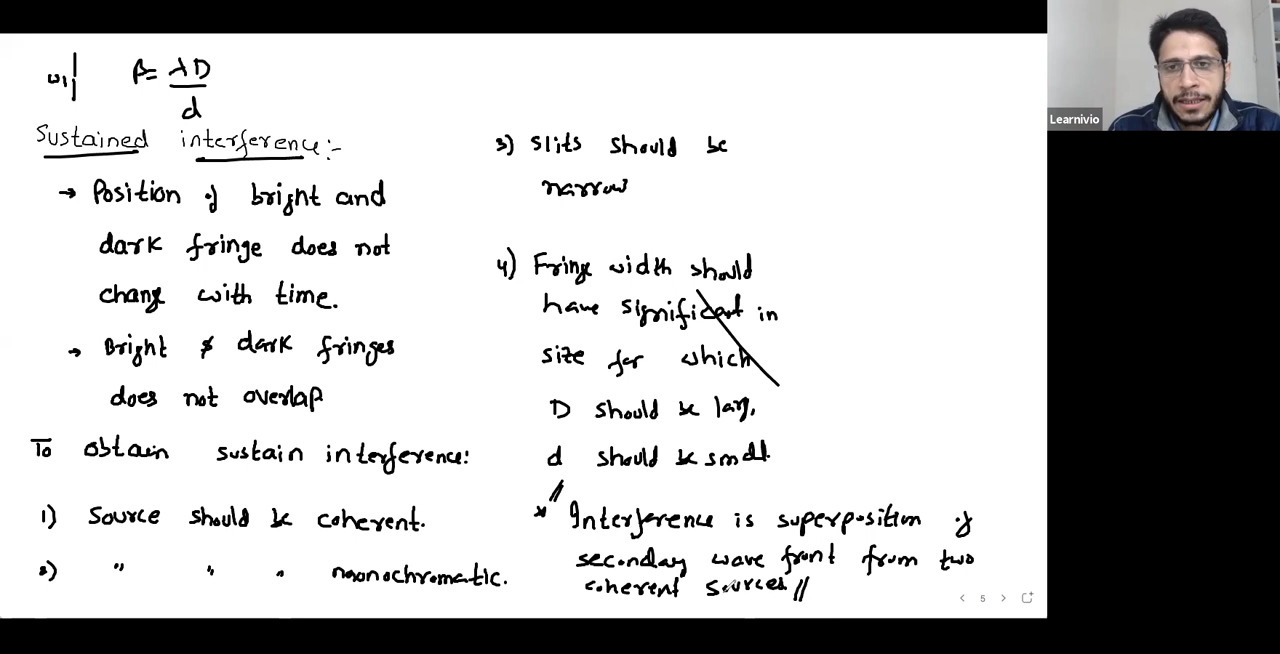 β = λD
d
Sustained interference:-
→ Position of bright and
dark fringe does not
change with time.
→ Bright & dark fringes
does not overlap
To obtain sustain interference:
1) Source should be coherent.
2) " " " monochromatic.
3) Slits should be
narrow
4) Fringe width should
have significant in
size for which
D should be large,
d should be small.
* Interference is superposition of
secondary wave front from two
coherent sources //
< 5 >
Learnivio